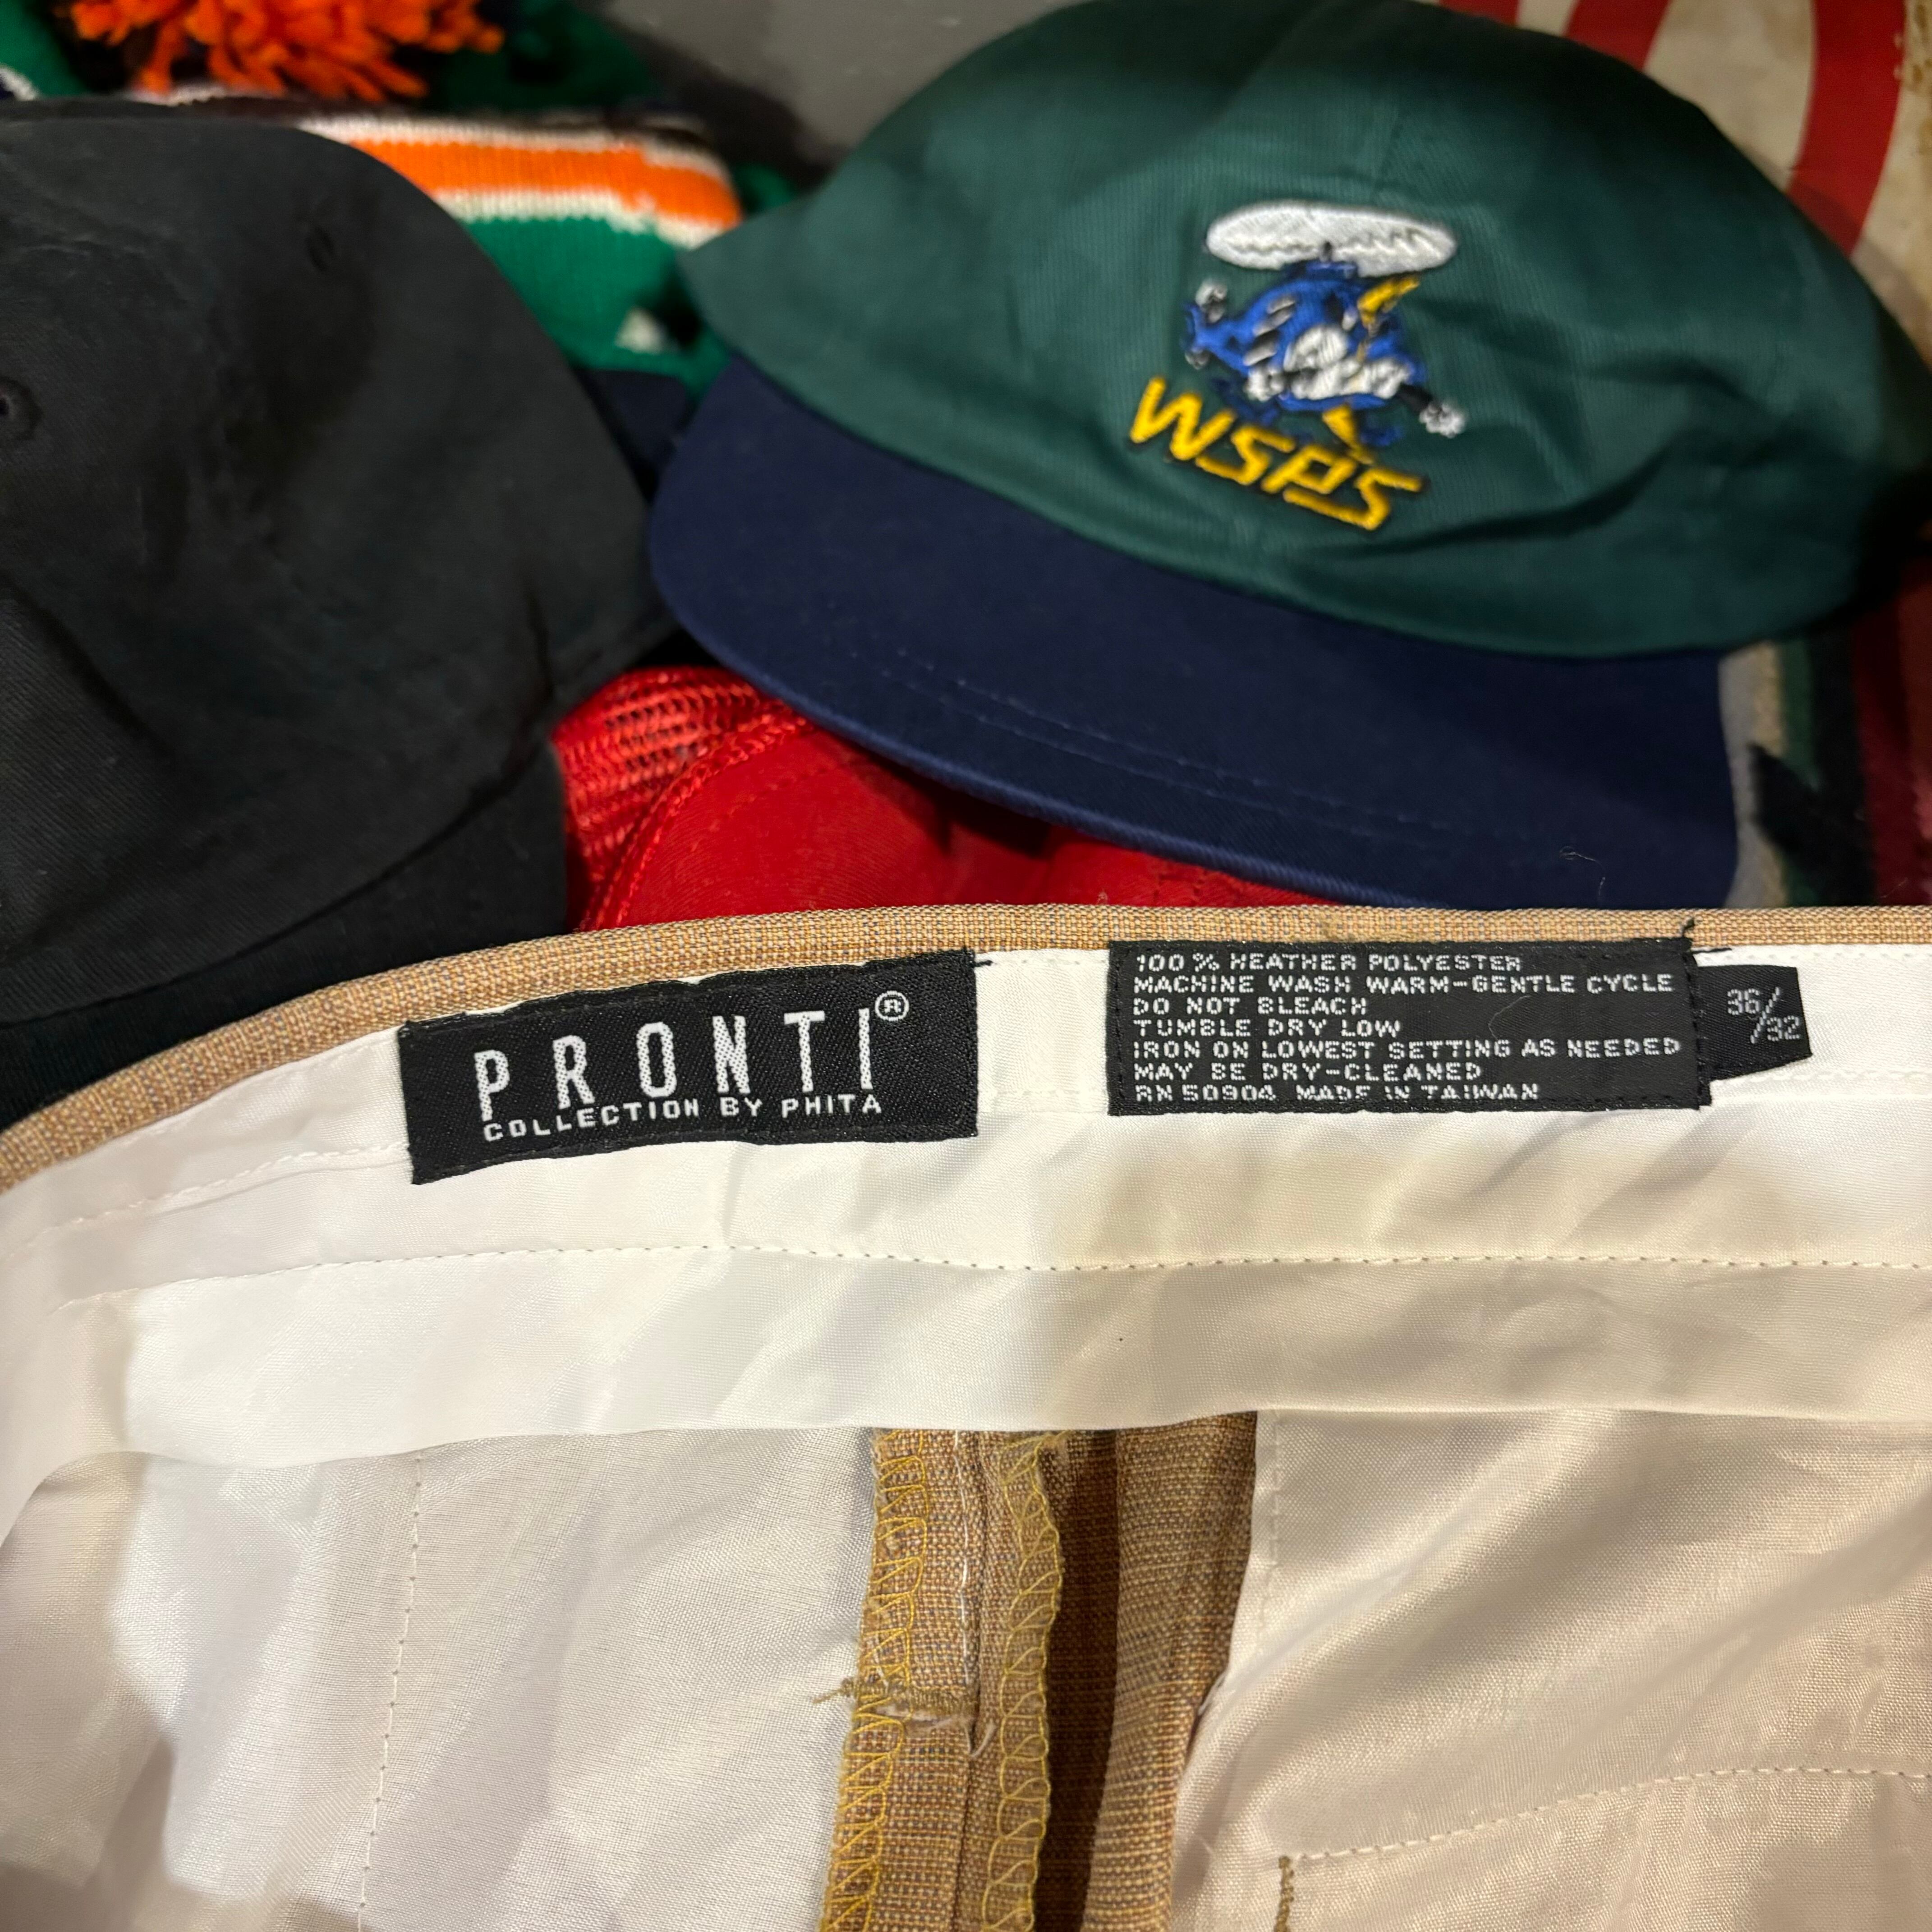 WSPS
PRONTI®
COLLECTION BY PHITA
100% HEATHER POLYESTER
MACHINE WASH WARM-GENTLE CYCLE
DO NOT BLEACH
TUMBLE DRY LOW
IRON ON LOWEST SETTING AS NEEDED
MAY BE DRY-CLEANED
RN 50904 MADE IN TAIWAN
36/32